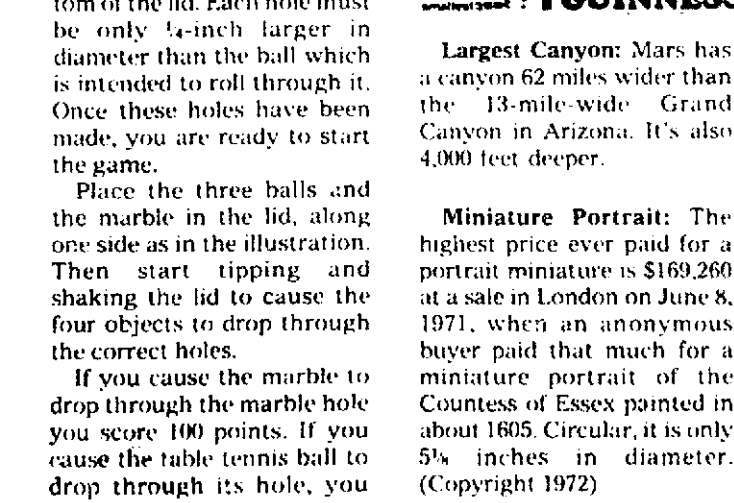 tom of the lid. Each hole must
be only ¼-inch larger in
diameter than the ball which
is intended to roll through it.
Once these holes have been
made, you are ready to start
the game.
Place the three balls and
the marble in the lid, along
one side as in the illustration.
Then start tipping and
shaking the lid to cause the
four objects to drop through
the correct holes.
If you cause the marble to
drop through the marble hole
you score 100 points. If you
cause the table tennis ball to
drop through its hole, you
GUINNESS
Largest Canyon: Mars has
a canyon 62 miles wider than
the 13-mile-wide Grand
Canyon in Arizona. It's also
4,000 feet deeper.
Miniature Portrait: The
highest price ever paid for a
portrait miniature is $169,260
at a sale in London on June 8,
1971, when an anonymous
buyer paid that much for a
miniature portrait of the
Countess of Essex painted in
about 1605. Circular, it is only
5⅛ inches in diameter.
(Copyright 1972)